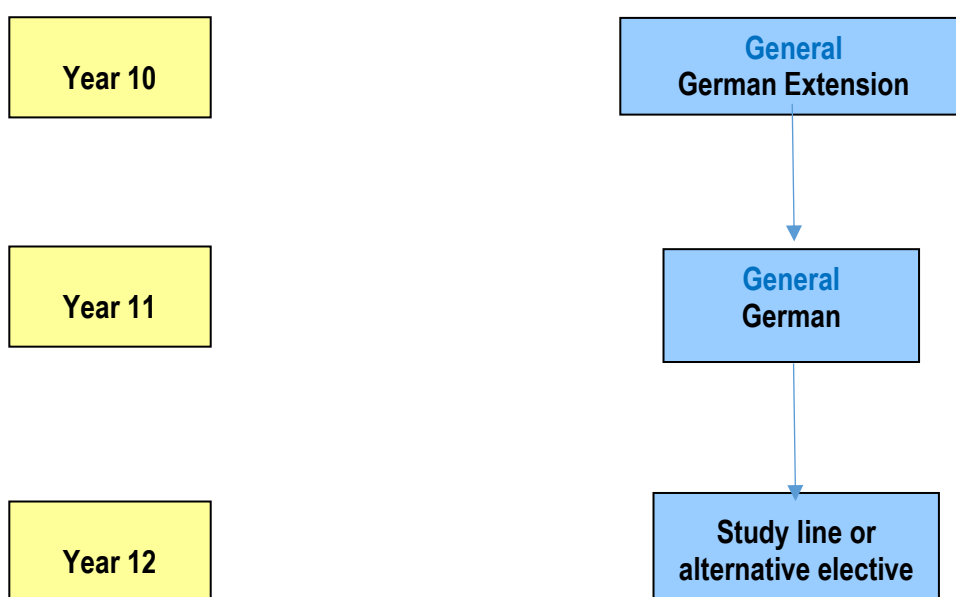 Year 10
General
German Extension
Year 11
General
German
Year 12
Study line or
alternative elective